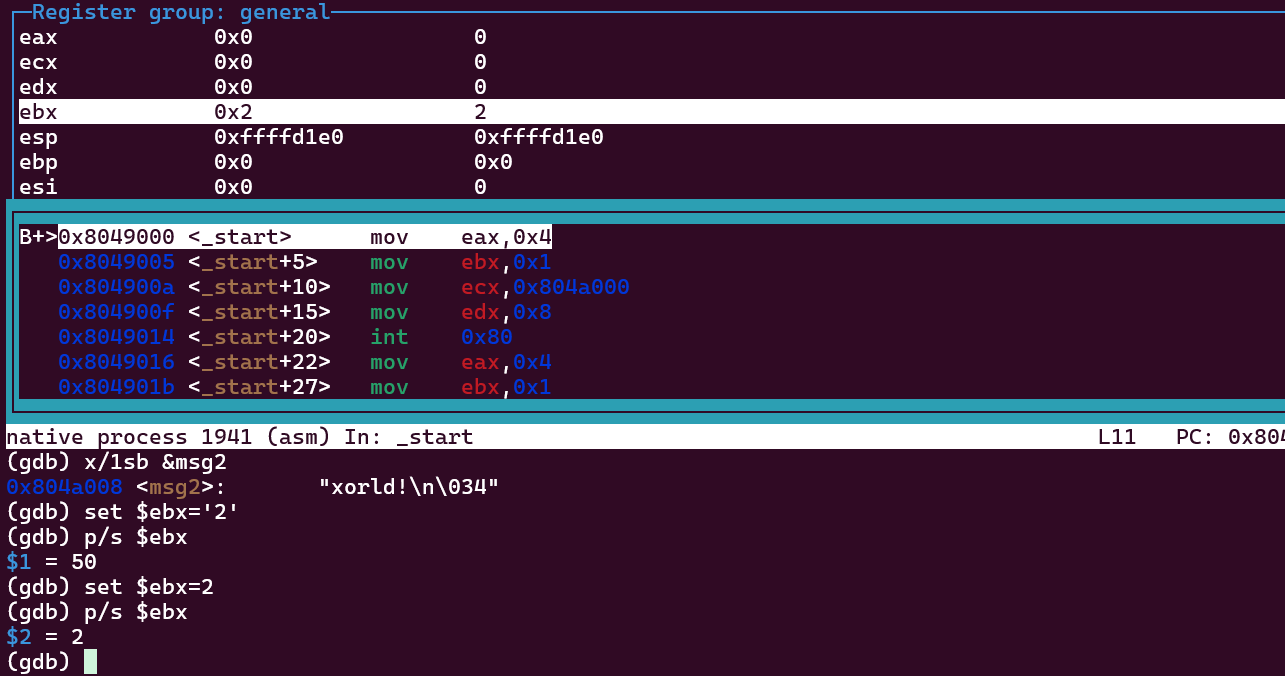 Register group: general
eax 0x0 0
ecx 0x0 0
edx 0x0 0
ebx 0x2 2
esp 0xffffd1e0 0xffffd1e0
ebp 0x0 0x0
esi 0x0 0
B+>0x8049000 <_start> mov eax,0x4
0x8049005 <_start+5> mov ebx,0x1
0x804900a <_start+10> mov ecx,0x804a000
0x804900f <_start+15> mov edx,0x8
0x8049014 <_start+20> int 0x80
0x8049016 <_start+22> mov eax,0x4
0x804901b <_start+27> mov ebx,0x1
native process 1941 (asm) In: _start L11 PC: 0x804
(gdb) x/1sb &msg2
0x804a008 <msg2>: "xorld!\n\034"
(gdb) set $ebx='2'
(gdb) p/s $ebx
$1 = 50
(gdb) set $ebx=2
(gdb) p/s $ebx
$2 = 2
(gdb)